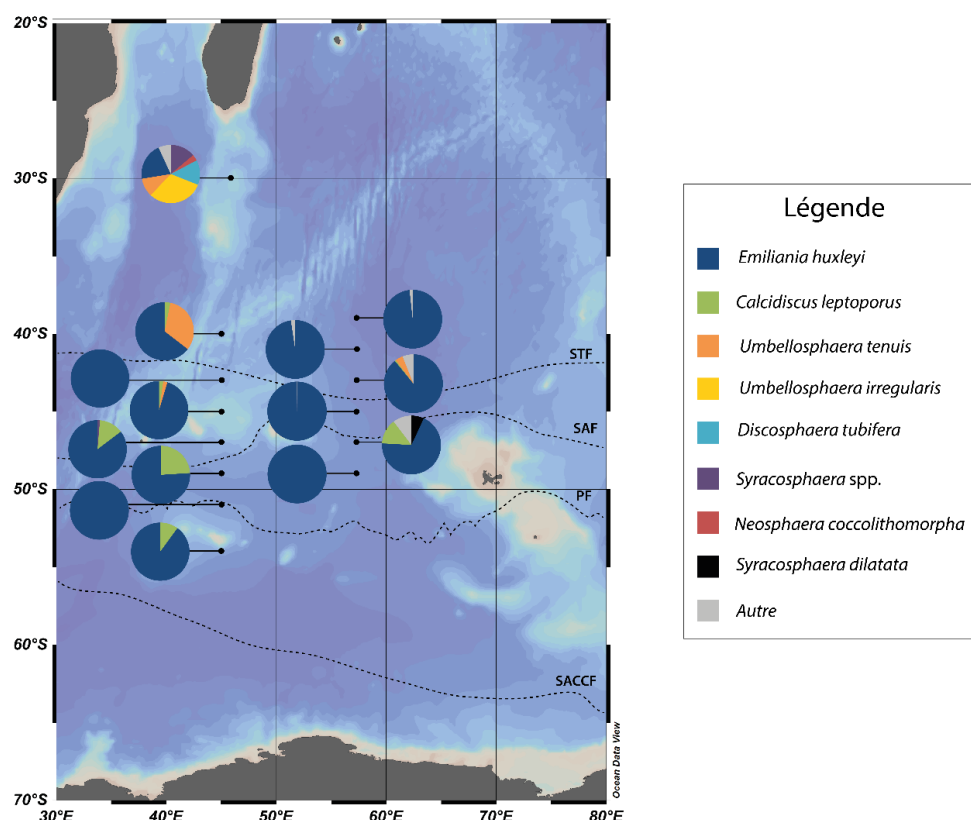 20°S
30°S
40°S
50°S
60°S
70°S
30°E
40°E
50°E
60°E
70°E
80°E
STF
SAF
PF
SACCF
Ocean Data View
Légende
Emiliania huxleyi
Calcidiscus leptoporus
Umbellosphaera tenuis
Umbellosphaera irregularis
Discosphaera tubifera
Syracosphaera spp.
Neosphaera coccolithomorpha
Syracosphaera dilatata
Autre